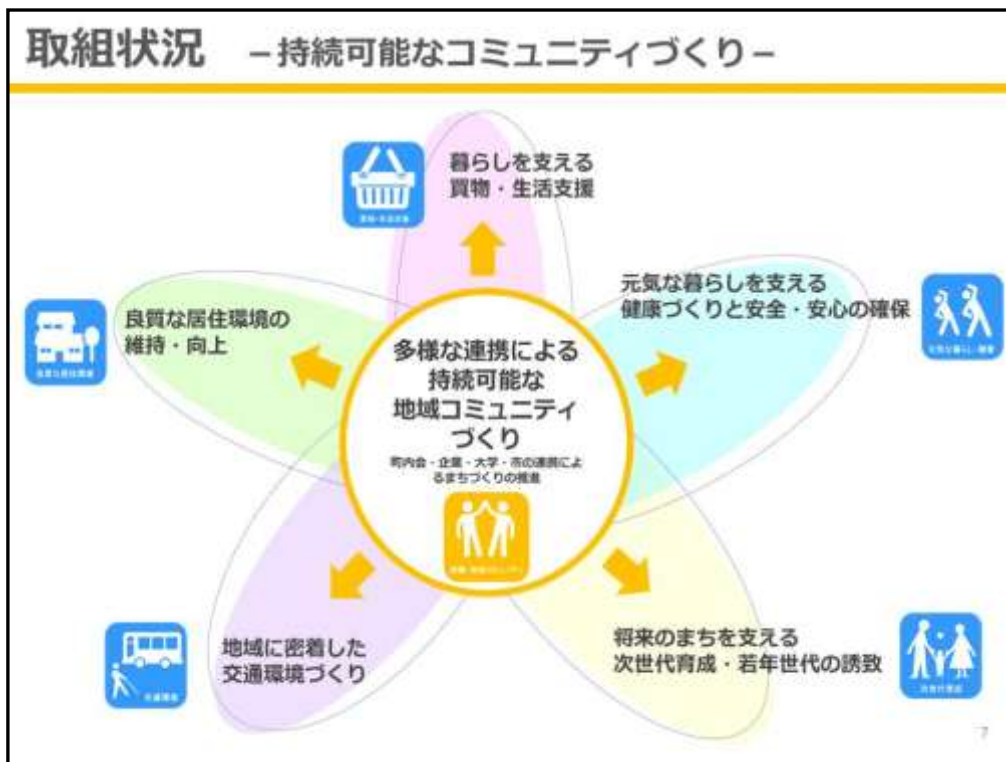 取組状況 －持続可能なコミュニティづくり－
暮らしを支える
買物・生活支援
元気な暮らしを支える
健康づくりと安全・安心の確保
良質な居住環境の
維持・向上
多様な連携による
持続可能な
地域コミュニティ
づくり
町内会・企業・大学・市の連携によ
るまちづくりの推進
地域に密着した
交通環境づくり
将来のまちを支える
次世代育成・若年世代の誘致
7